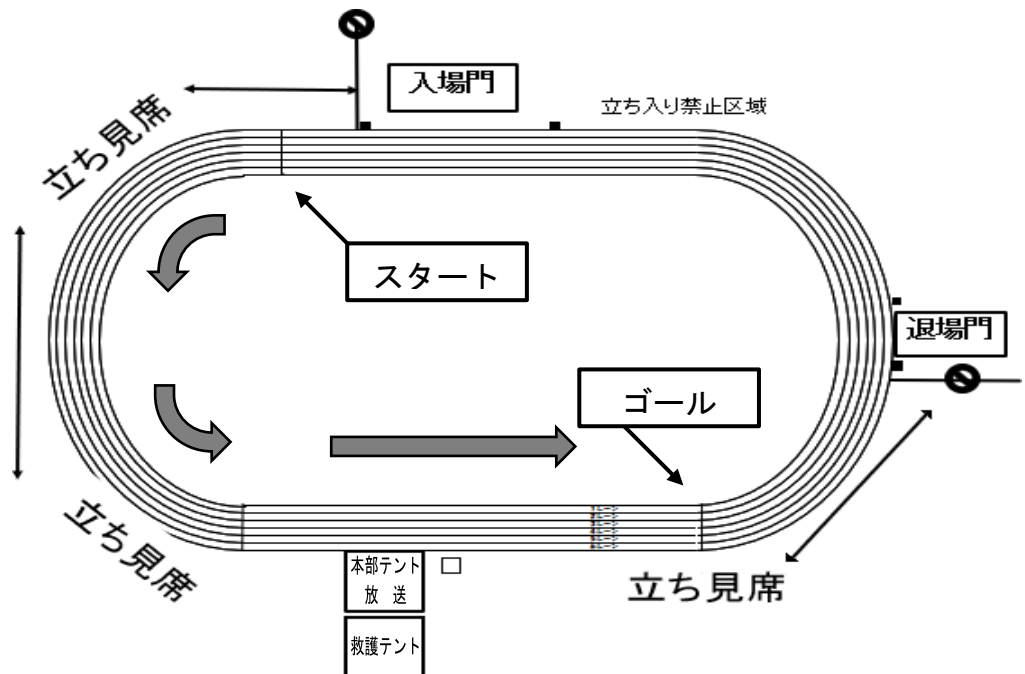 入場門
立ち入り禁止区域
立ち見席
スタート
退場門
ゴール
立ち見席
立ち見席
本部テント
放 送
救護テント